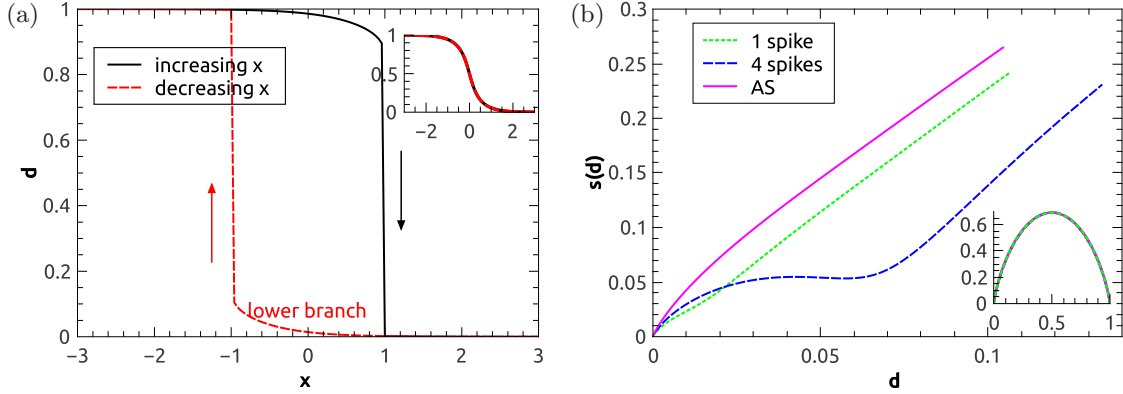 (a)
1
0.8
0.6
0.4
0.2
0
d
increasing x
decreasing x
lower branch
−3 −2 −1 0 1 2 3
x
1
0.5
0
−2 0 2
(b)
0.3
0.25
0.20
0.15
0.10
0.05
0
s(d)
1 spike
4 spikes
AS
0 0.05 0.1
d
0.6
0.4
0.2
0
0 0.5 1